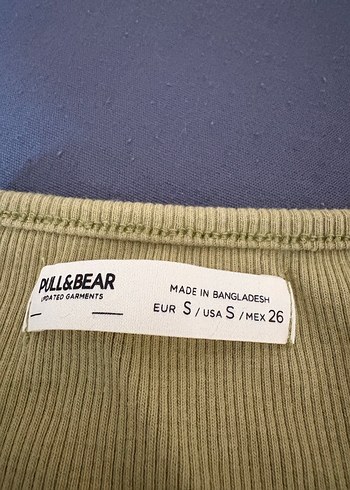 PULL&BEAR
UPDATED GARMENTS
MADE IN BANGLADESH
EUR S / USA S / MEX 26